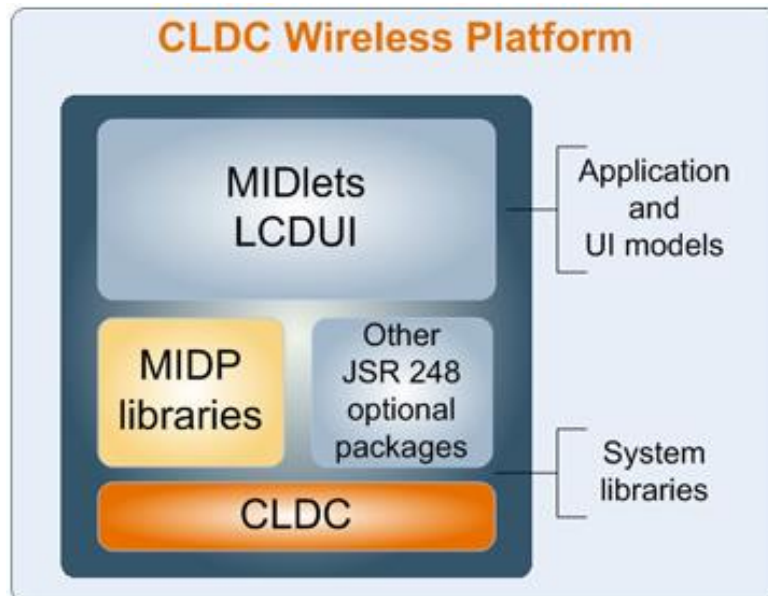 CLDC Wireless Platform
MIDlets
LCDUI
Application
and
UI models
MIDP
libraries
Other
JSR 248
optional
packages
System
libraries
CLDC